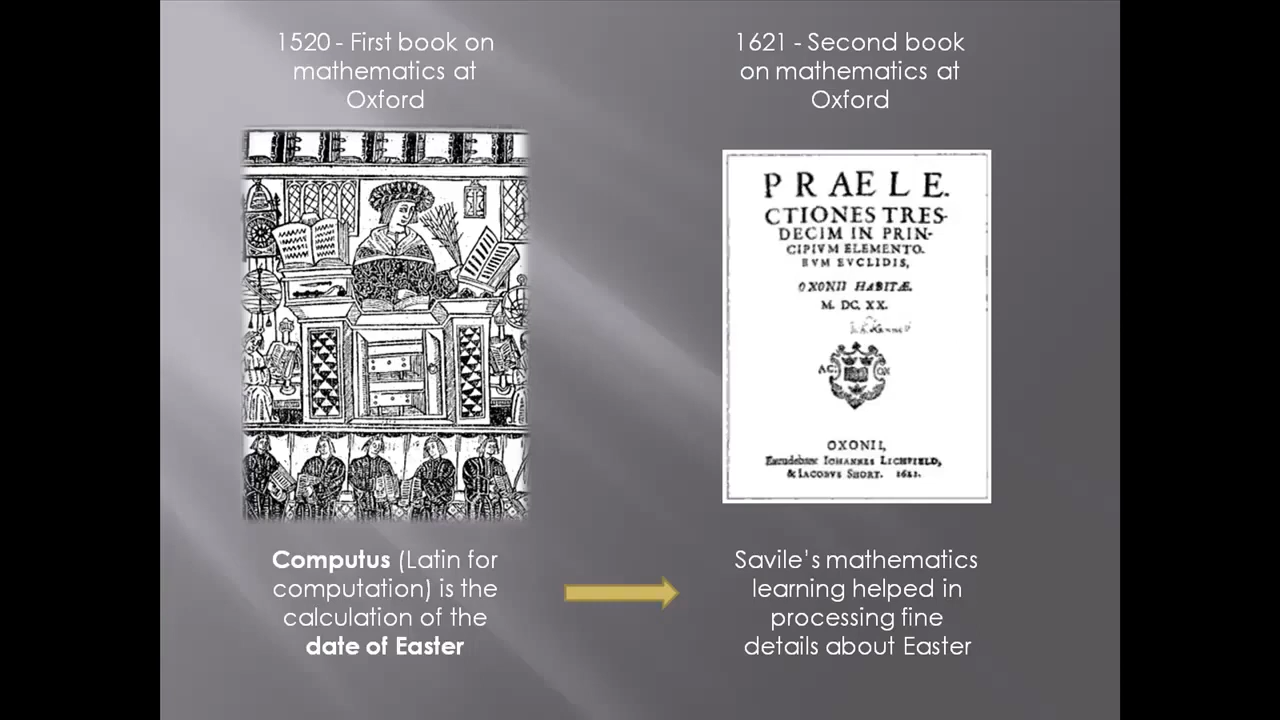 1520 - First book on
mathematics at
Oxford
1621 - Second book
on mathematics at
Oxford
PRAELE.
CTIONES TRES-
DECIM IN PRIN-
CIPIVM ELEMENTO.
RVM EVCLIDIS,
OXONII HABITÆ.
M. DC. XX.
AC: OX
OXONII,
Excudebant IOHANNES LICHFIELD,
& IACOBVS SHORT. 1621.
Computus (Latin for
computation) is the
calculation of the
date of Easter
Savile's mathematics
learning helped in
processing fine
details about Easter